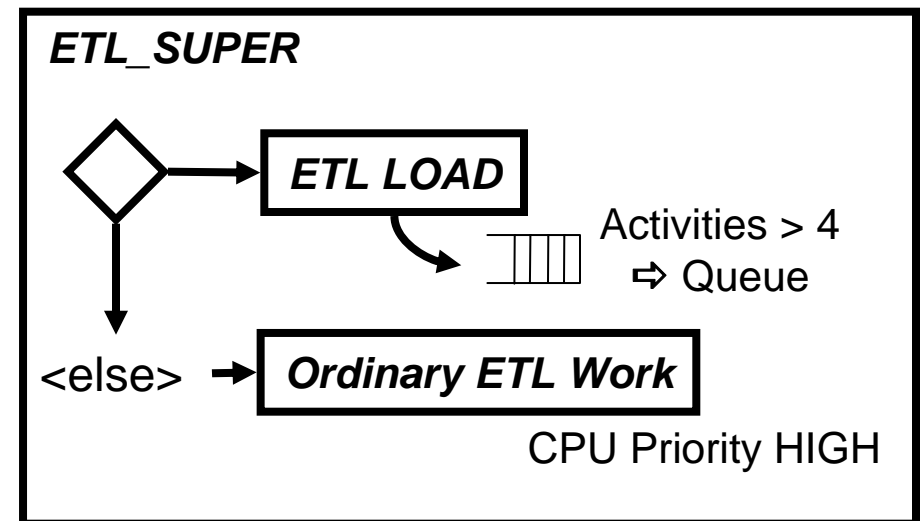 ETL_SUPER
ETL LOAD
Activities > 4
⇨ Queue
<else>
Ordinary ETL Work
CPU Priority HIGH